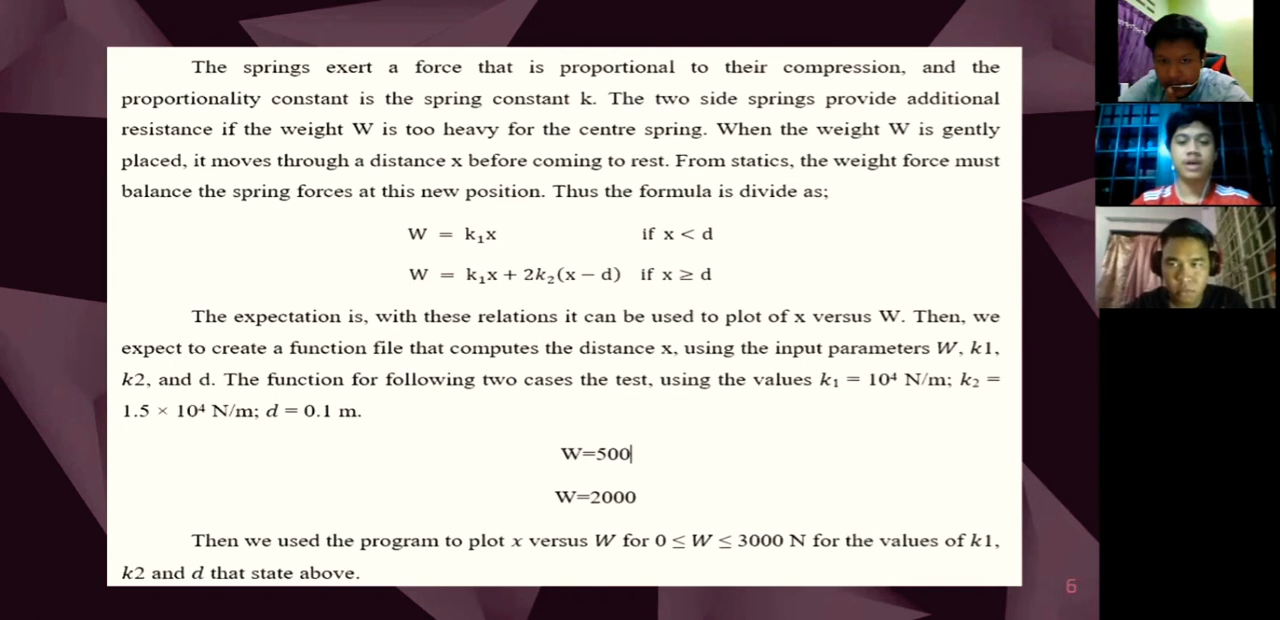 The springs exert a force that is proportional to their compression, and the
proportionality constant is the spring constant k. The two side springs provide additional
resistance if the weight W is too heavy for the centre spring. When the weight W is gently
placed, it moves through a distance x before coming to rest. From statics, the weight force must
balance the spring forces at this new position. Thus the formula is divide as;
W = k₁x if x < d
W = k₁x + 2k₂(x − d) if x ≥ d
The expectation is, with these relations it can be used to plot of x versus W. Then, we
expect to create a function file that computes the distance x, using the input parameters W, k1,
k2, and d. The function for following two cases the test, using the values k₁ = 10⁴ N/m; k₂ =
1.5 × 10⁴ N/m; d = 0.1 m.
W=500
W=2000
Then we used the program to plot x versus W for 0 ≤ W ≤ 3000 N for the values of k1,
k2 and d that state above.
6